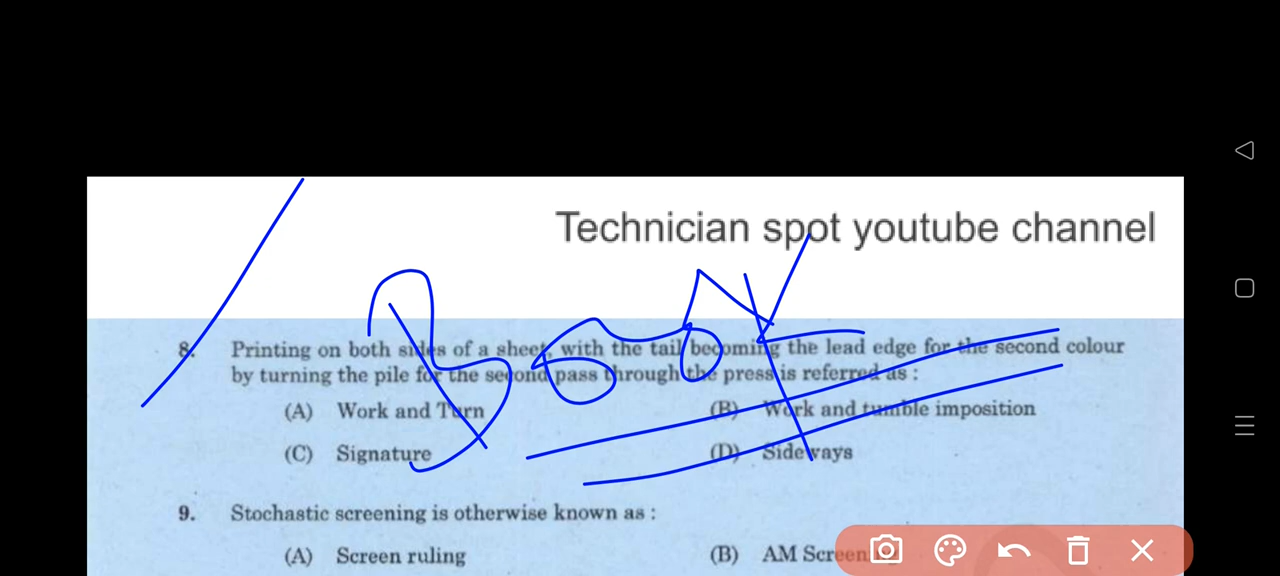 Technician spot youtube channel
8. Printing on both sides of a sheet, with the tail becoming the lead edge for the second colour
by turning the pile for the second pass through the press is referred as :
(A) Work and Turn (B) Work and tumble imposition
(C) Signature (D) Sideways
9. Stochastic screening is otherwise known as :
(A) Screen ruling (B) AM Screen